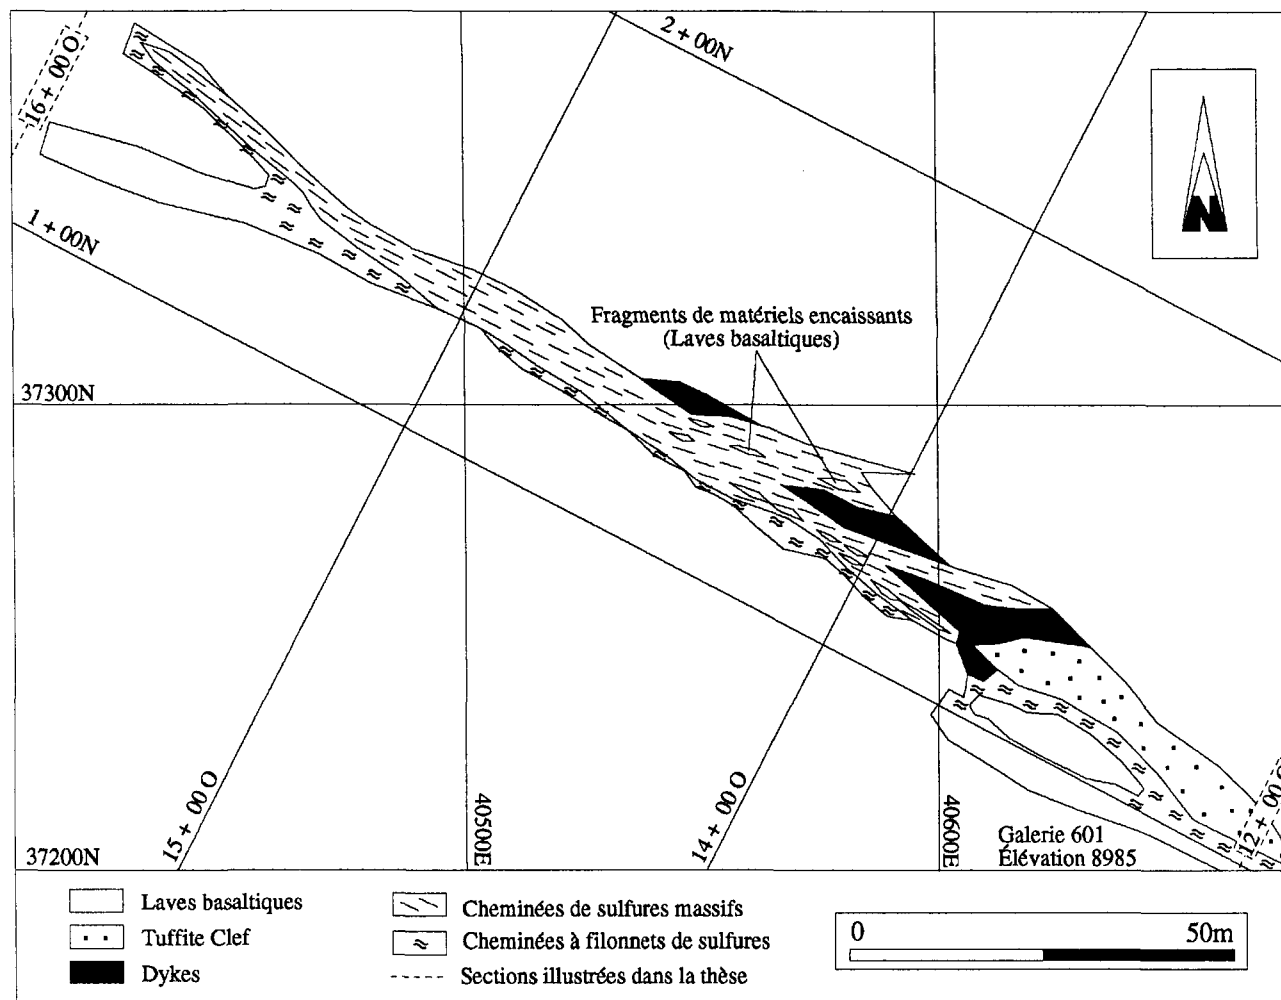 2 + 00N
16 + 00 O
1 + 00N
N
Fragments de matériels encaissants
(Laves basaltiques)
37300N
15 + 00 O
40500E
14 + 00 O
40600E
12 + 00 O
Galerie 601
Élévation 8985
37200N
Laves basaltiques
Tuffite Clef
Dykes
Cheminées de sulfures massifs
Cheminées à filonnets de sulfures
Sections illustrées dans la thèse
0 50m